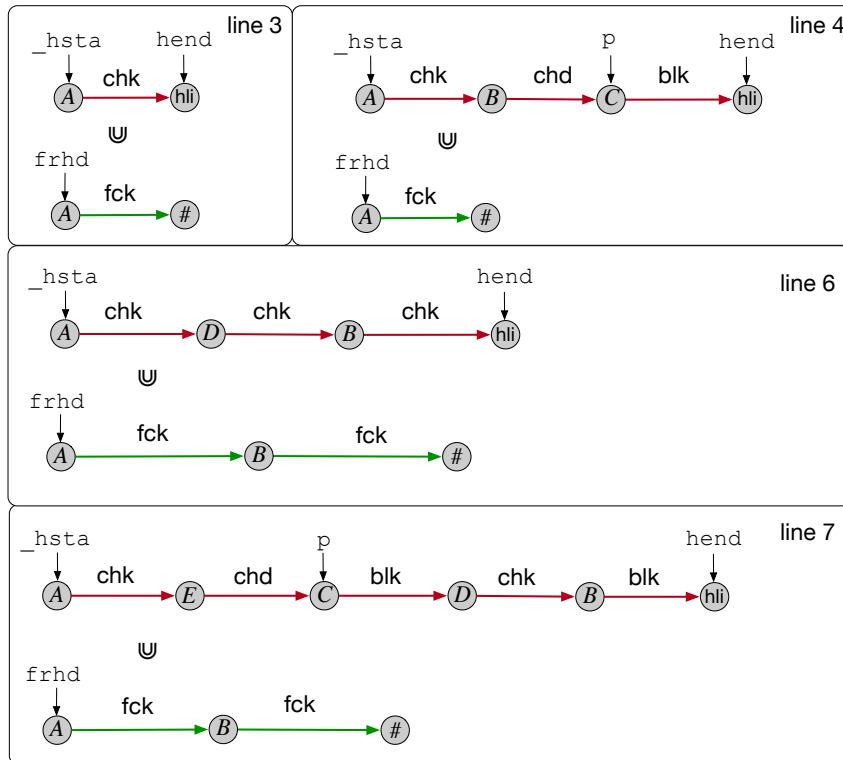 line 3
_hsta hend
chk
A hli
⋓
frhd
fck
A #
line 4
_hsta p hend
chk chd blk
A B C hli
⋓
frhd
fck
A #
line 6
_hsta hend
chk chk chk
A D B hli
⋓
frhd
fck fck
A B #
line 7
_hsta p hend
chk chd blk chk blk
A E C D B hli
⋓
frhd
fck fck
A B #